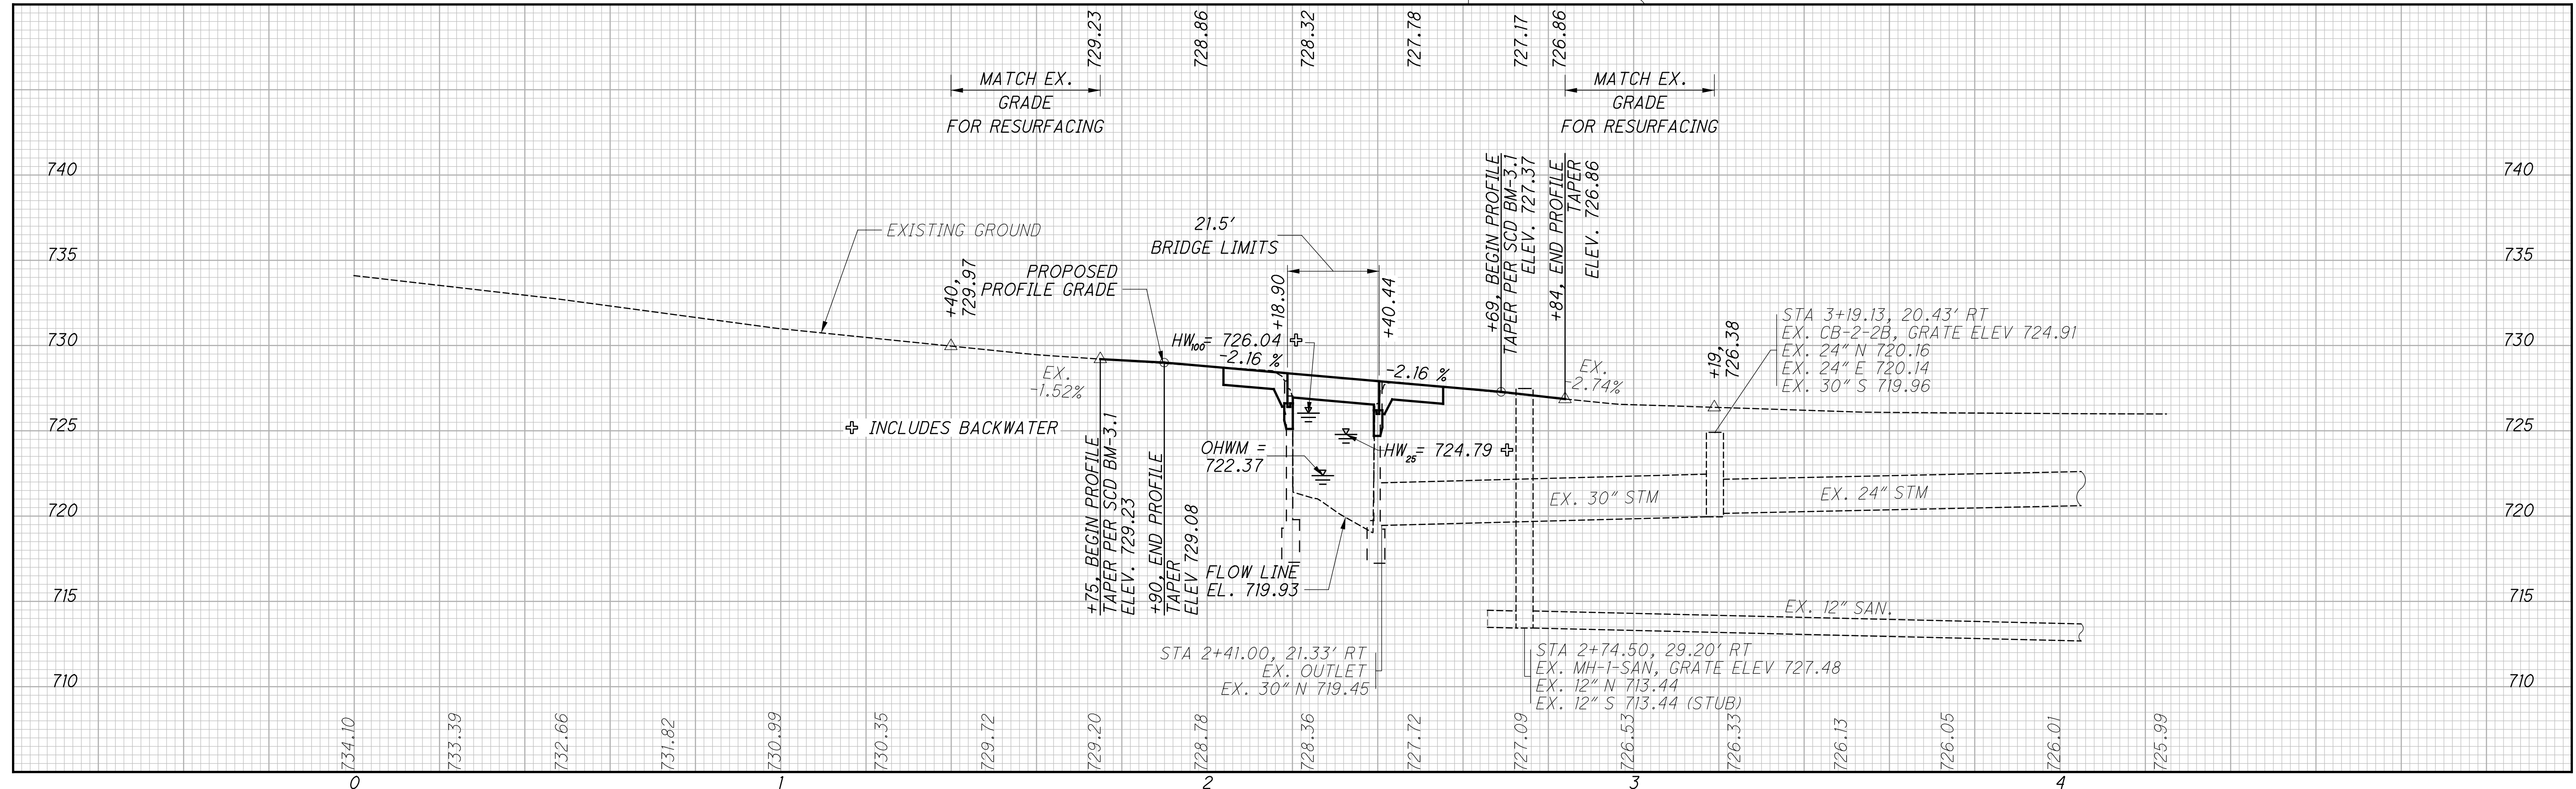 729.23
728.86
728.32
727.78
727.17
726.86
MATCH EX.
GRADE
FOR RESURFACING
MATCH EX.
GRADE
FOR RESURFACING
740
740
735
735
730
730
725
725
720
720
715
715
710
710
EXISTING GROUND
+40,
729.97
PROPOSED
PROFILE GRADE
21.5'
BRIDGE LIMITS
+18.90
+40.44
HW100= 726.04 ✚
-2.16 %
-2.16 %
+69, BEGIN PROFILE
TAPER PER SCD BM-3.1
ELEV. 727.37
+84, END PROFILE
TAPER
ELEV. 726.86
EX.
-1.52%
EX.
-2.74%
+19,
726.38
STA 3+19.13, 20.43' RT
EX. CB-2-2B, GRATE ELEV 724.91
EX. 24" N 720.16
EX. 24" E 720.14
EX. 30" S 719.96
✚ INCLUDES BACKWATER
OHWM =
722.37
HW25= 724.79 ✚
+75, BEGIN PROFILE
TAPER PER SCD BM-3.1
ELEV. 729.23
+90, END PROFILE
TAPER
ELEV 729.08
EX. 30" STM
EX. 24" STM
FLOW LINE
EL. 719.93
EX. 12" SAN.
STA 2+41.00, 21.33' RT
EX. OUTLET
EX. 30" N 719.45
STA 2+74.50, 29.20' RT
EX. MH-1-SAN, GRATE ELEV 727.48
EX. 12" N 713.44
EX. 12" S 713.44 (STUB)
734.10
733.39
732.66
731.82
730.99
730.35
729.72
729.20
728.78
728.36
727.72
727.09
726.53
726.33
726.13
726.05
726.01
725.99
0
1
2
3
4